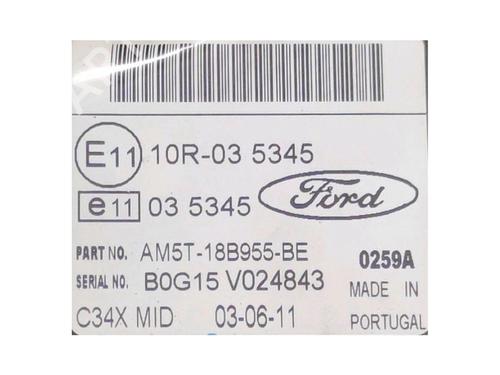 E11 10R-03 5345
e11 03 5345
Ford
PART NO. AM5T-18B955-BE 0259A
SERIAL NO. B0G15 V024843 MADE IN
C34X MID 03-06-11 PORTUGAL